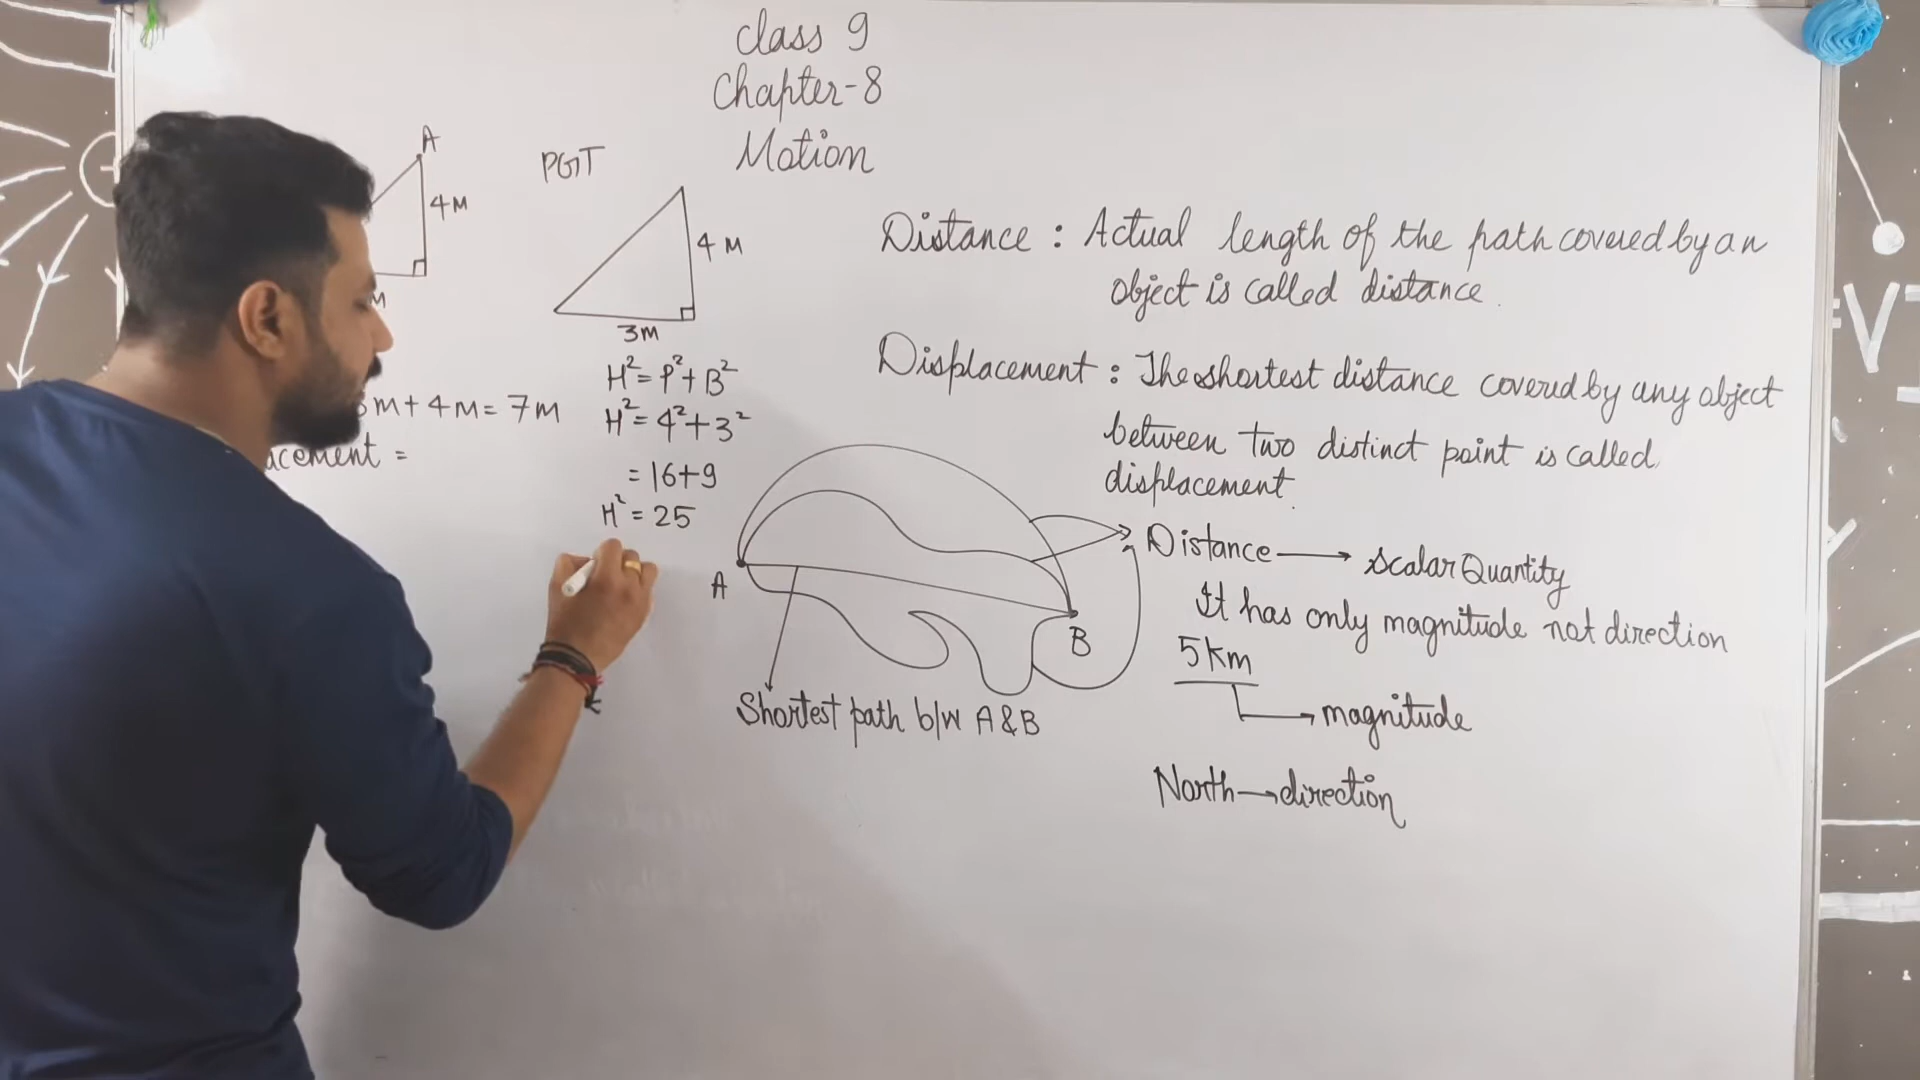 class 9
Chapter-8
Motion
A
4M
M
PGT
4 M
3M
H²=P²+B²
H²=4²+3²
=16+9
H²=25
m+4M=7M
acement =
Distance : Actual length of the path covered by an
object is called distance.
Displacement : The shortest distance covered by any object
between two distinct point is called
displacement.
A
B
Shortest path b/w A&B
Distance → scalar Quantity
It has only magnitude not direction
5km
→ magnitude
North → direction
V